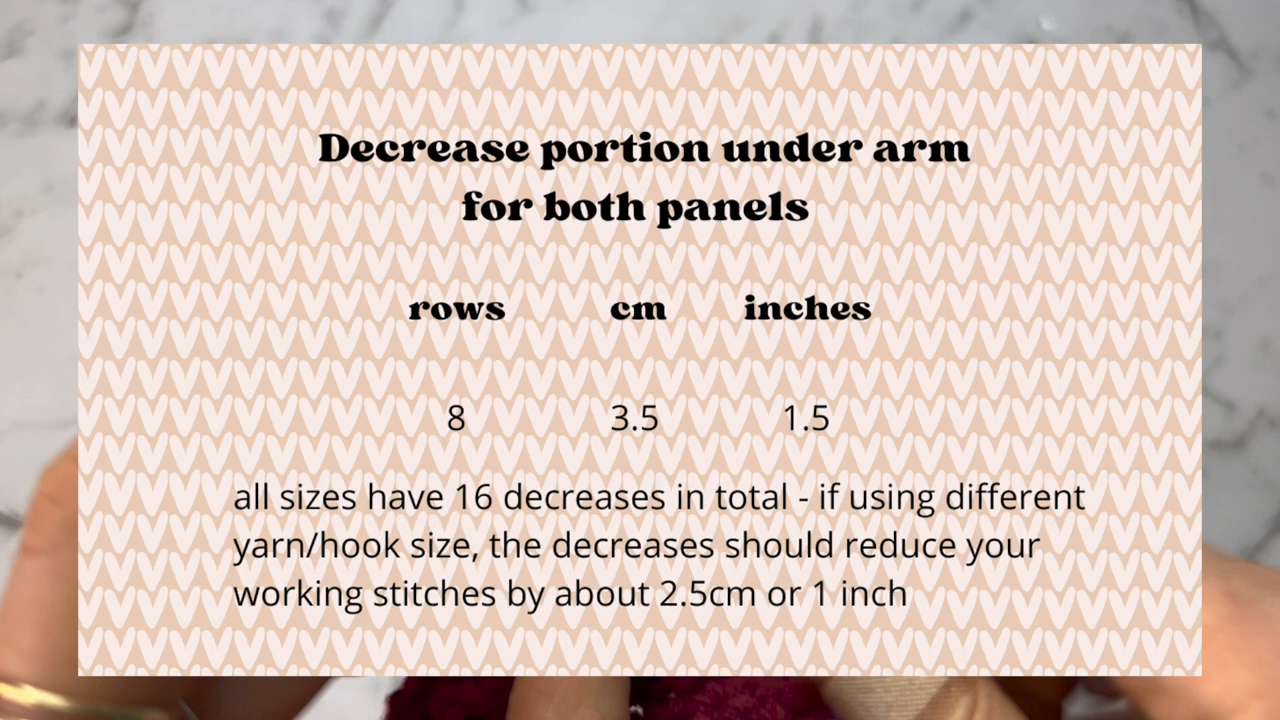 Decrease portion under arm
for both panels
rows cm inches
8 3.5 1.5
all sizes have 16 decreases in total - if using different
yarn/hook size, the decreases should reduce your
working stitches by about 2.5cm or 1 inch